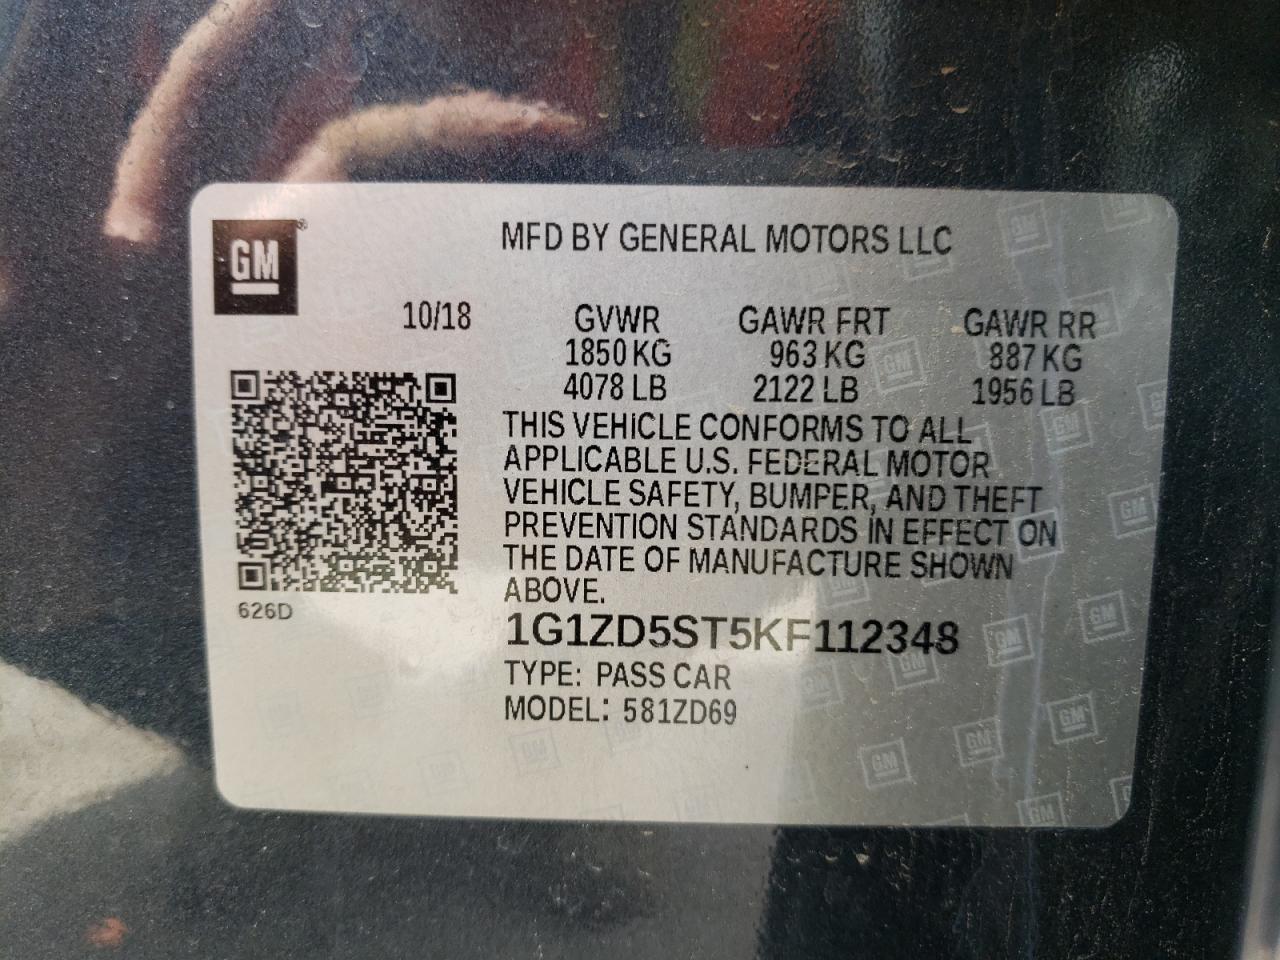 GM ®
MFD BY GENERAL MOTORS LLC
10/18 GVWR GAWR FRT GAWR RR
1850 KG 963 KG 887 KG
4078 LB 2122 LB 1956 LB
THIS VEHICLE CONFORMS TO ALL
APPLICABLE U.S. FEDERAL MOTOR
VEHICLE SAFETY, BUMPER, AND THEFT
PREVENTION STANDARDS IN EFFECT ON
THE DATE OF MANUFACTURE SHOWN
ABOVE.
626D
1G1ZD5ST5KF112348
TYPE: PASS CAR
MODEL: 581ZD69